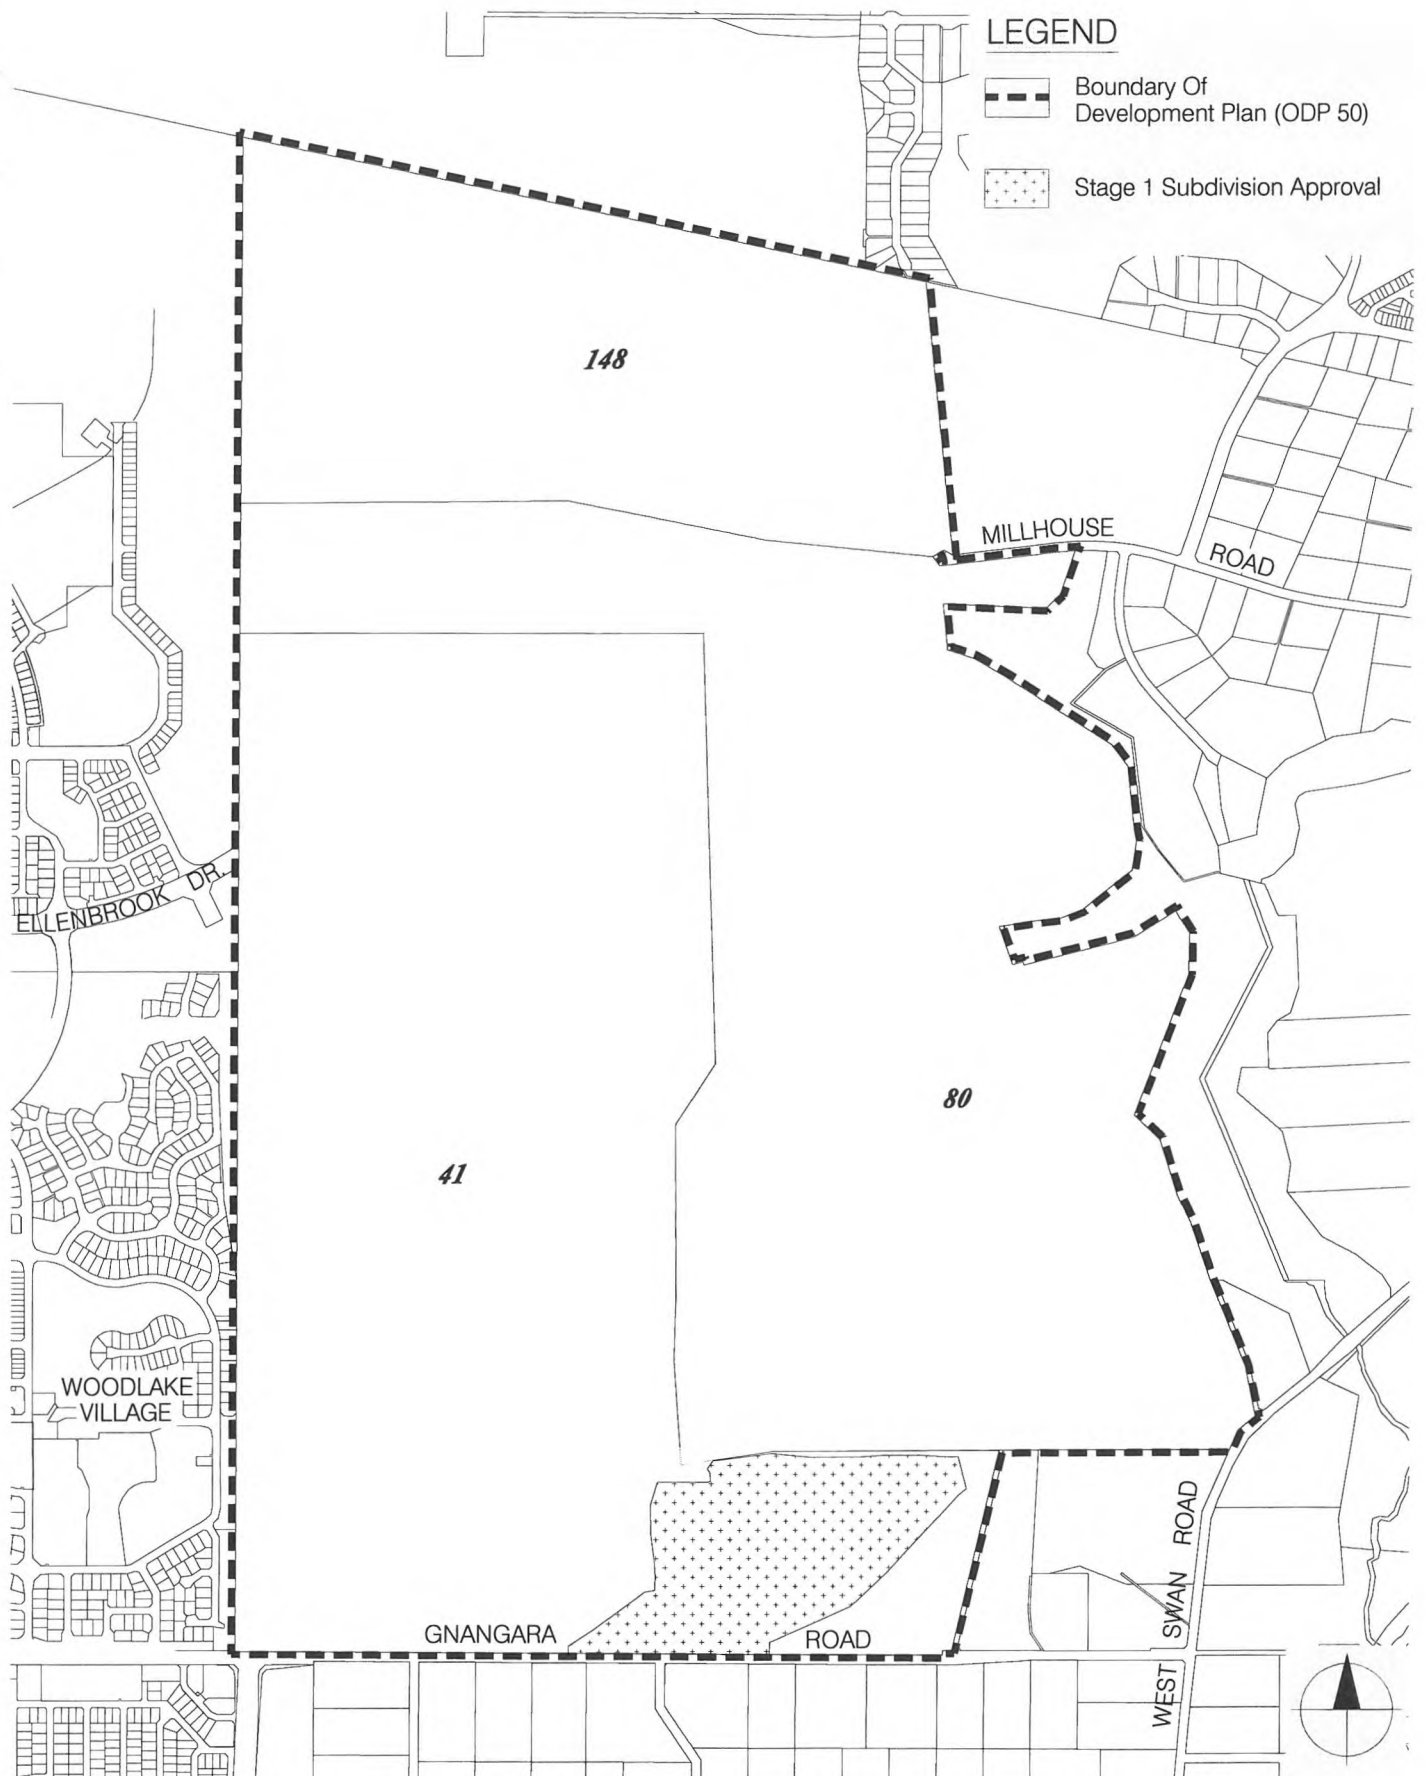 LEGEND
Boundary Of
Development Plan (ODP 50)
Stage 1 Subdivision Approval
148
MILLHOUSE
ROAD
ELLENBROOK DR.
80
41
WOODLAKE
VILLAGE
GNANGARA
ROAD
WEST SWAN ROAD